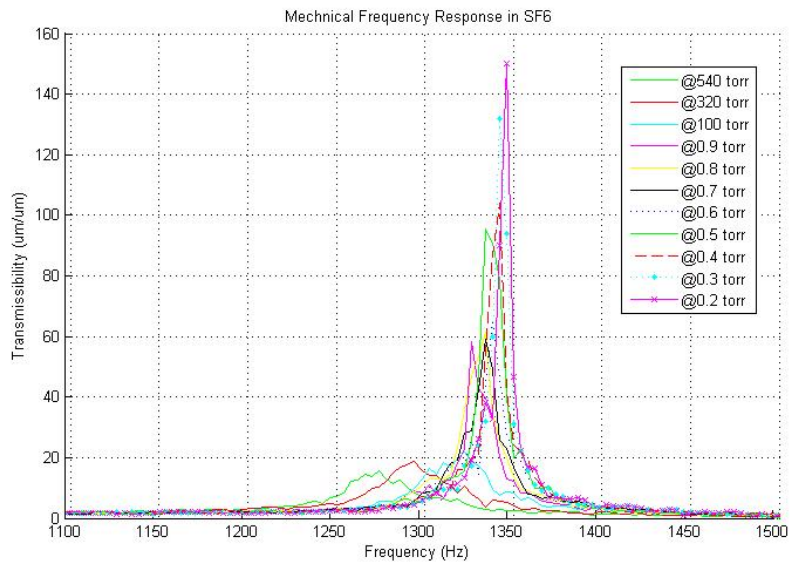 Mechnical Frequency Response in SF6
Transmissibility (um/um)
160
140
120
100
80
60
40
20
0
1100
1150
1200
1250
1300
1350
1400
1450
1500
Frequency (Hz)
@540 torr
@320 torr
@100 torr
@0.9 torr
@0.8 torr
@0.7 torr
@0.6 torr
@0.5 torr
@0.4 torr
@0.3 torr
@0.2 torr